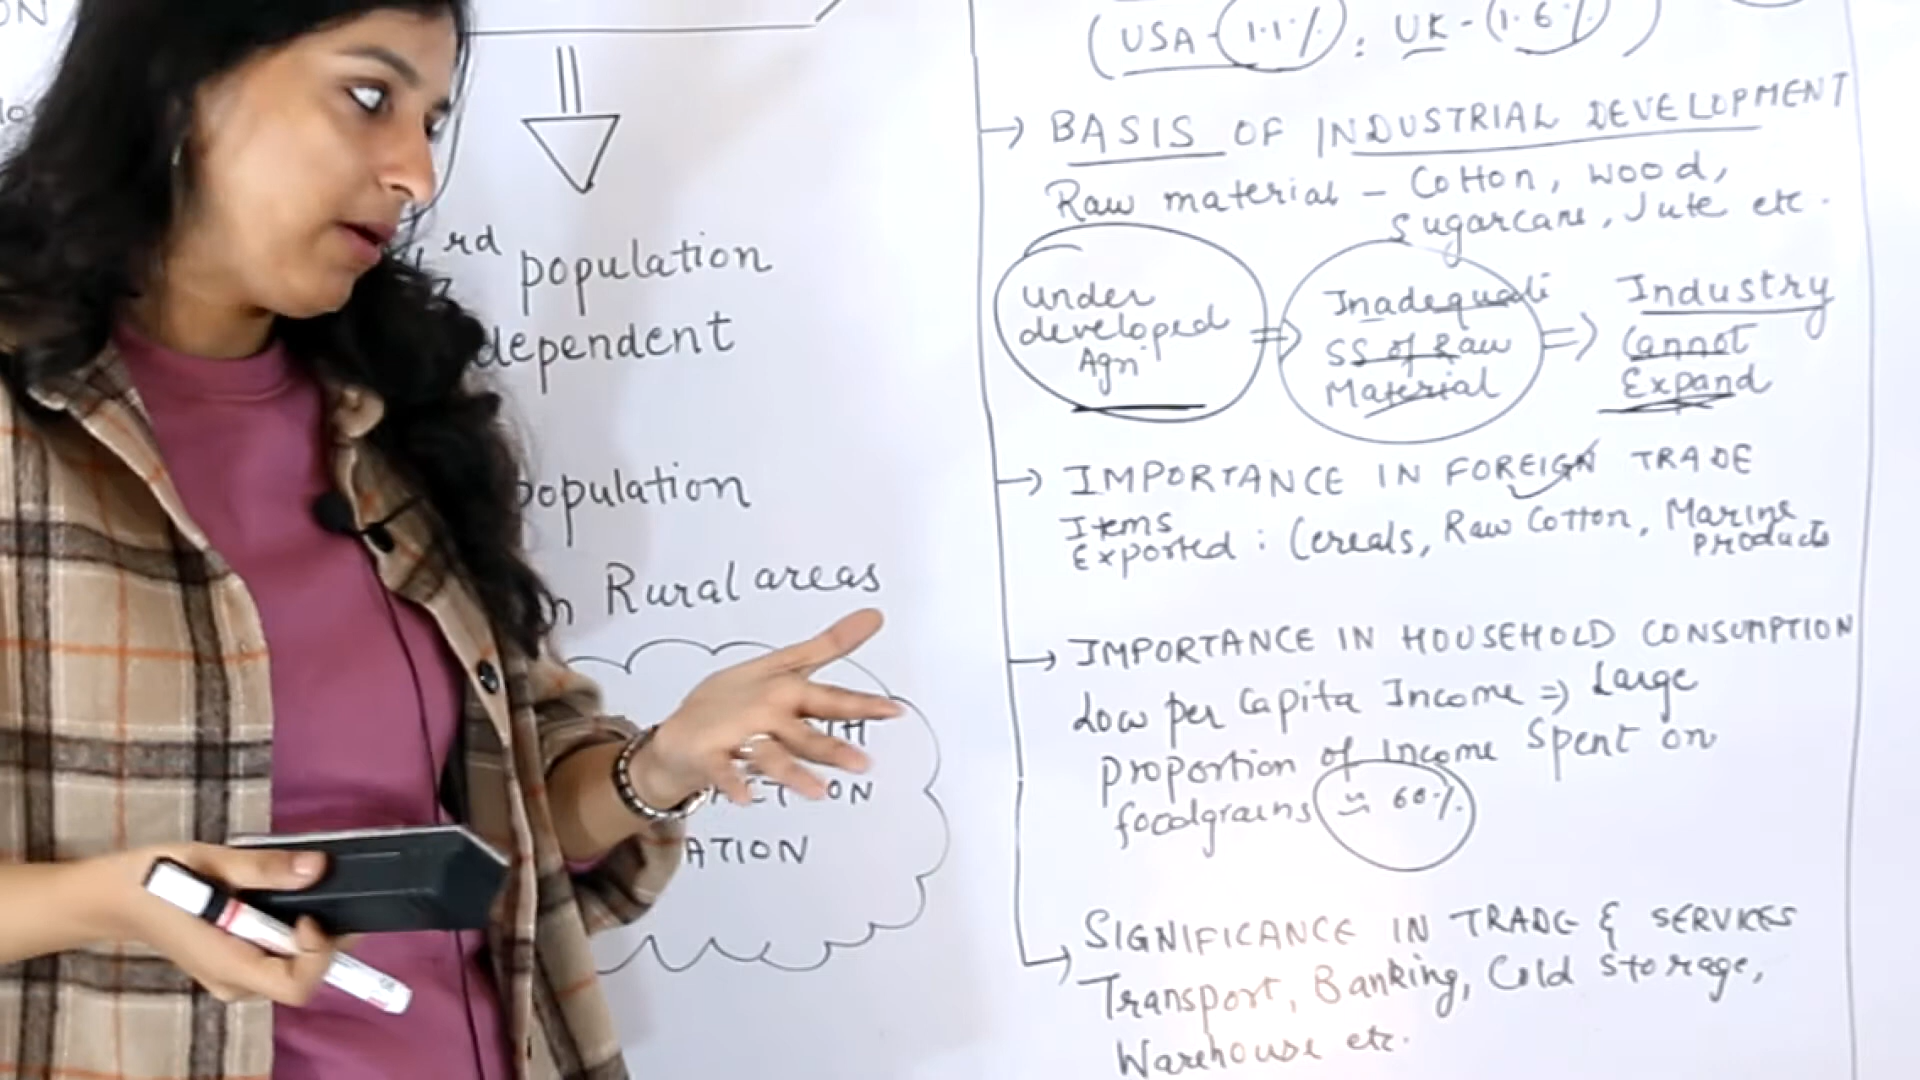 ON
rd population
dependent
population
Rural areas
TH
ON
ATION
(USA - 1.1%; UK - 1.6%)
→ BASIS OF INDUSTRIAL DEVELOPMENT
Raw material - Cotton, wood,
Sugarcane, Jute etc.
under
developed
Agri
⇒ Inadequate
SS of Raw
Material
⇒ Industry
Cannot
Expand
→ IMPORTANCE IN FOREIGN TRADE
Items
Exported : Cereals, Raw Cotton, Marine
Products
→ IMPORTANCE IN HOUSEHOLD CONSUMPTION
Low per Capita Income ⇒ Large
proportion of Income Spent on
foodgrains ≈ 60%.
→ SIGNIFICANCE IN TRADE & SERVICES
Transport, Banking, Cold Storage,
Warehouse etc.